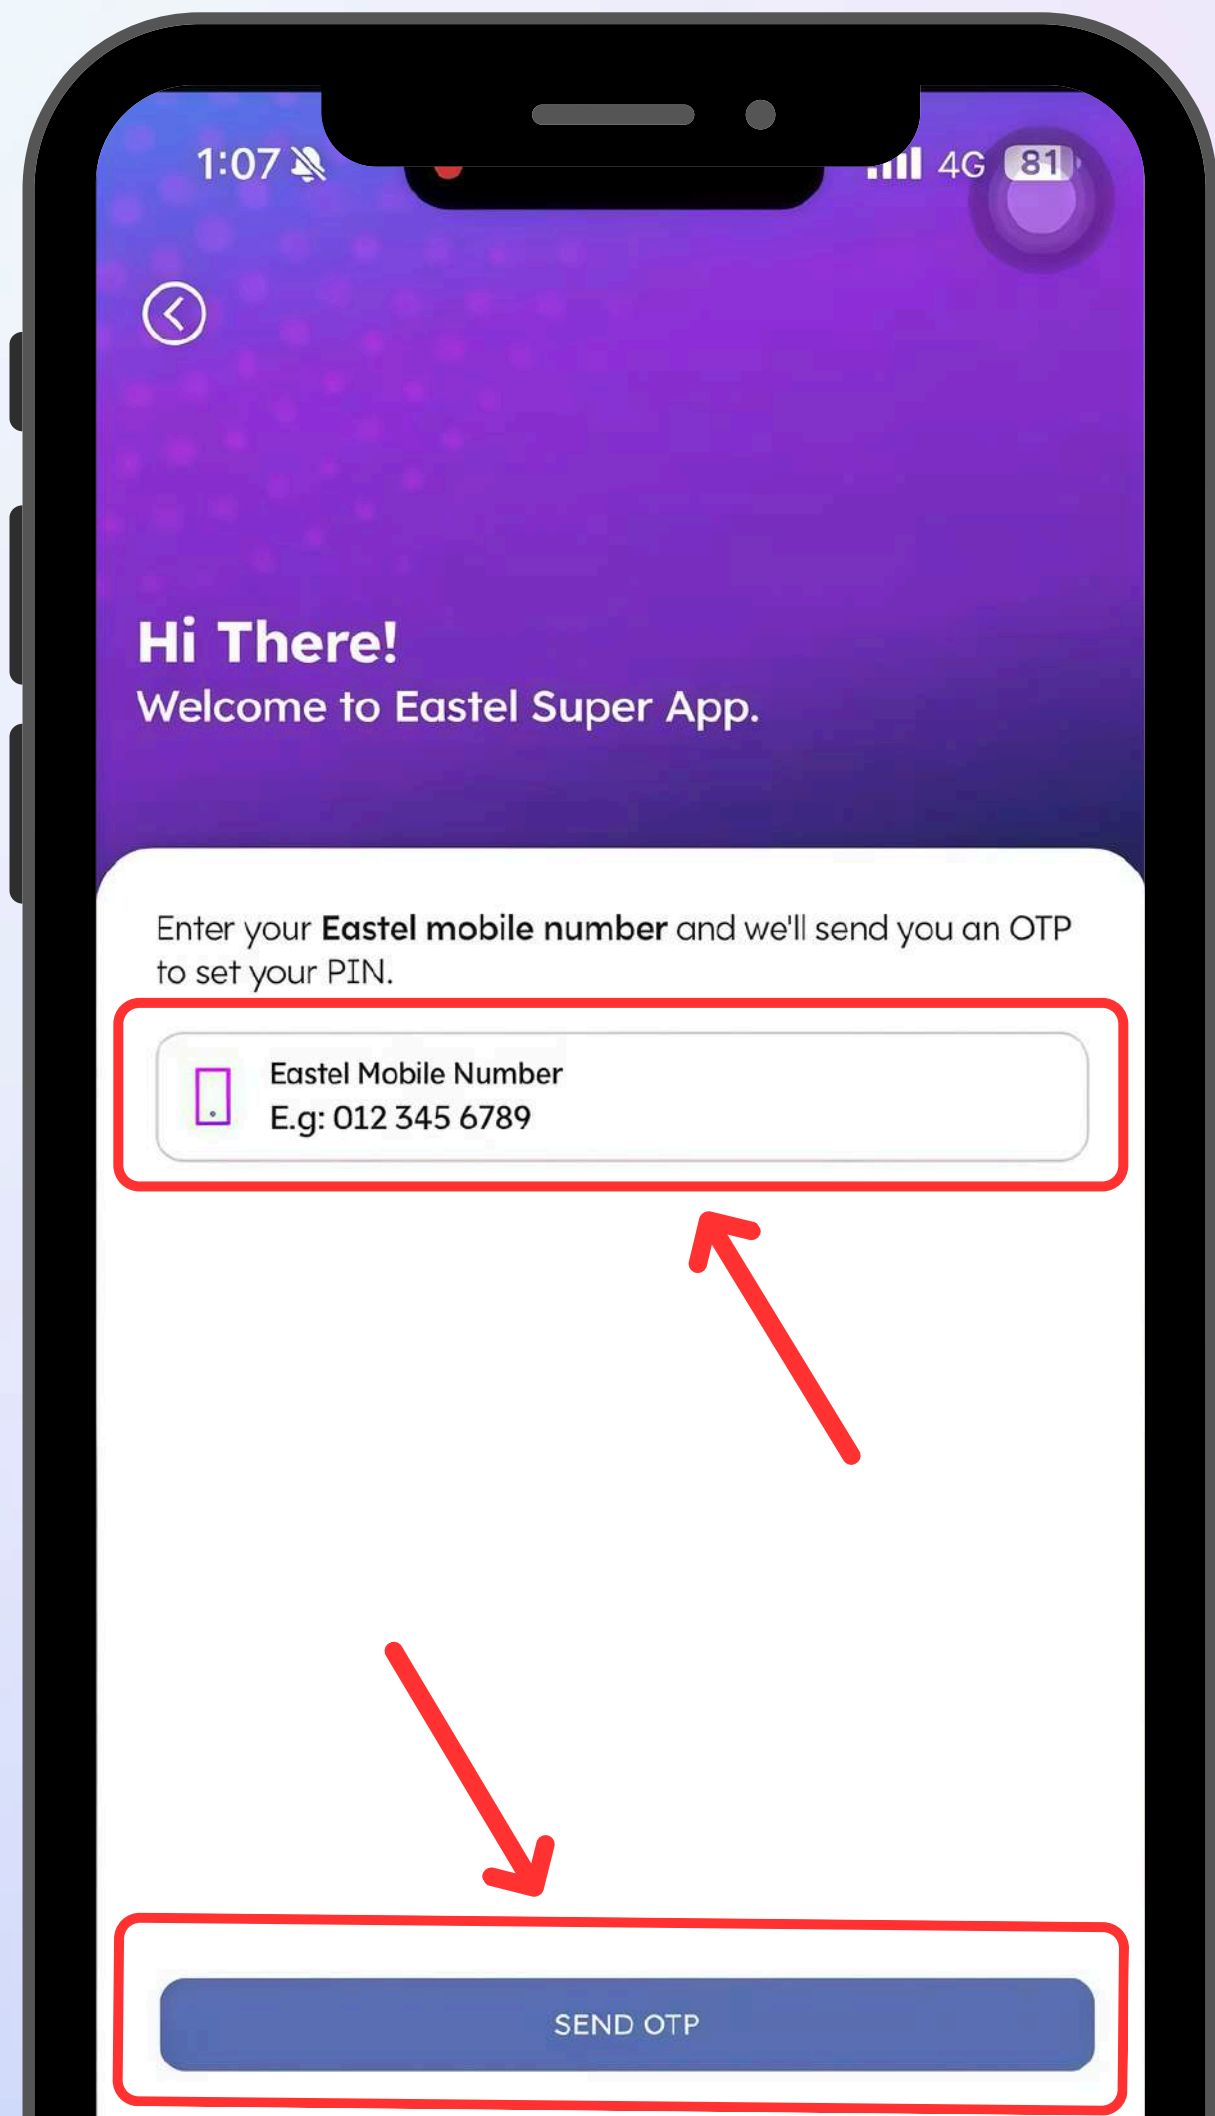 1:07
4G 81
Hi There!
Welcome to Eastel Super App.
Enter your Eastel mobile number and we'll send you an OTP
to set your PIN.
Eastel Mobile Number
E.g: 012 345 6789
SEND OTP